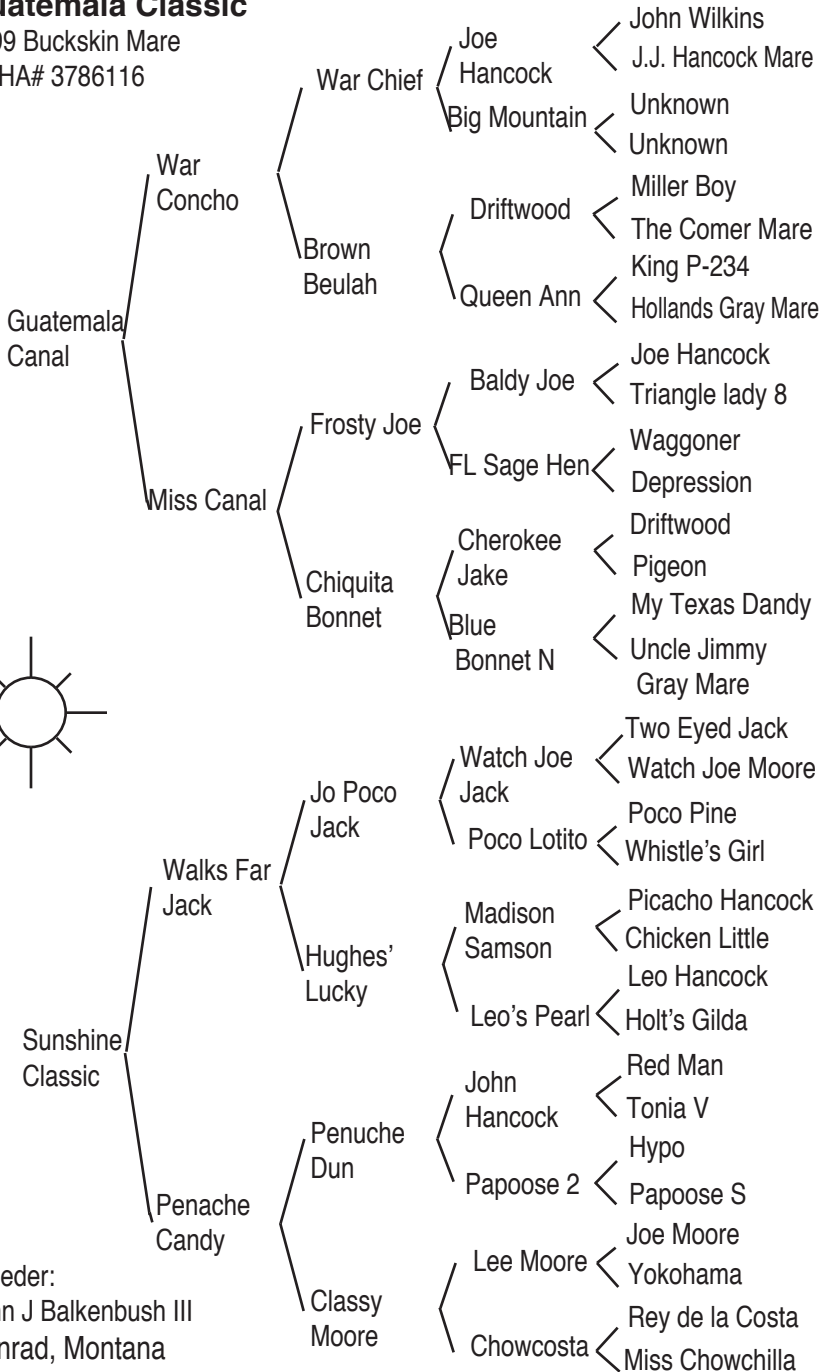 Guatemala Classic
99 Buckskin Mare
HA# 3786116
Guatemala
Canal
War
Concho
War Chief
Joe
Hancock
John Wilkins
J.J. Hancock Mare
Big Mountain
Unknown
Unknown
Brown
Beulah
Driftwood
Miller Boy
The Comer Mare
Queen Ann
King P-234
Hollands Gray Mare
Miss Canal
Frosty Joe
Baldy Joe
Joe Hancock
Triangle lady 8
FL Sage Hen
Waggoner
Depression
Chiquita
Bonnet
Cherokee
Jake
Driftwood
Pigeon
Blue
Bonnet N
My Texas Dandy
Uncle Jimmy
Gray Mare
Sunshine
Classic
Walks Far
Jack
Jo Poco
Jack
Watch Joe
Jack
Two Eyed Jack
Watch Joe Moore
Poco Lotito
Poco Pine
Whistle's Girl
Hughes'
Lucky
Madison
Samson
Picacho Hancock
Chicken Little
Leo's Pearl
Leo Hancock
Holt's Gilda
Penache
Candy
Penuche
Dun
John
Hancock
Red Man
Tonia V
Papoose 2
Hypo
Papoose S
Classy
Moore
Lee Moore
Joe Moore
Yokohama
Chowcosta
Rey de la Costa
Miss Chowchilla
eder:
n J Balkenbush III
nrad, Montana